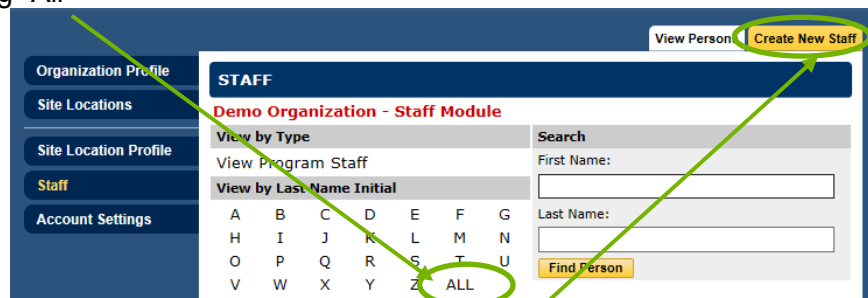 View Person Create New Staff
Organization Profile
Site Locations
Site Location Profile
Staff
Account Settings
STAFF
Demo Organization - Staff Module
View by Type
View Program Staff
View by Last Name Initial
A B C D E F G
H I J K L M N
O P Q R S T U
V W X Y Z ALL
Search
First Name:
Last Name:
Find Person